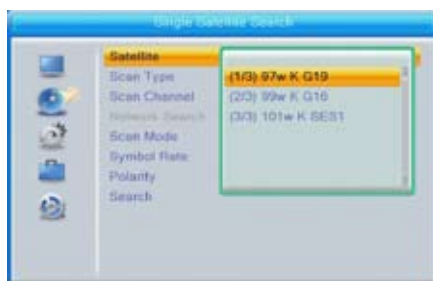 Single Satellite Search
Satellite
Scan Type
(1/3) 97w K G19
Scan Channel
(2/3) 99w K G16
Network Search
(3/3) 101w K SES1
Scan Mode
Symbol Rate
Polarity
Search